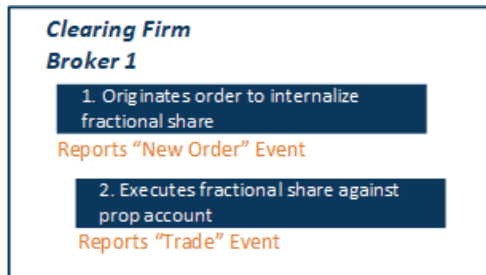 Clearing Firm
Broker 1
1. Originates order to internalize
fractional share
Reports “New Order” Event
2. Executes fractional share against
prop account
Reports “Trade” Event